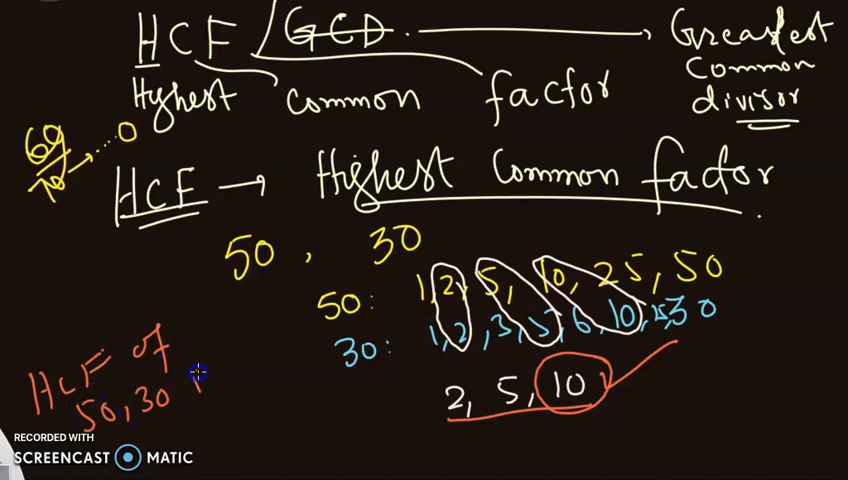 HCF / GCD → Greatest
Common
divisor
Highest common factor
HCF → Highest Common factor
50, 30
50: 1, 2, 5, 10, 25, 50
30: 1, 2, 3, 5, 6, 10, 15, 30
2, 5, 10
HCF of
50, 30
RECORDED WITH
SCREENCAST MATIC